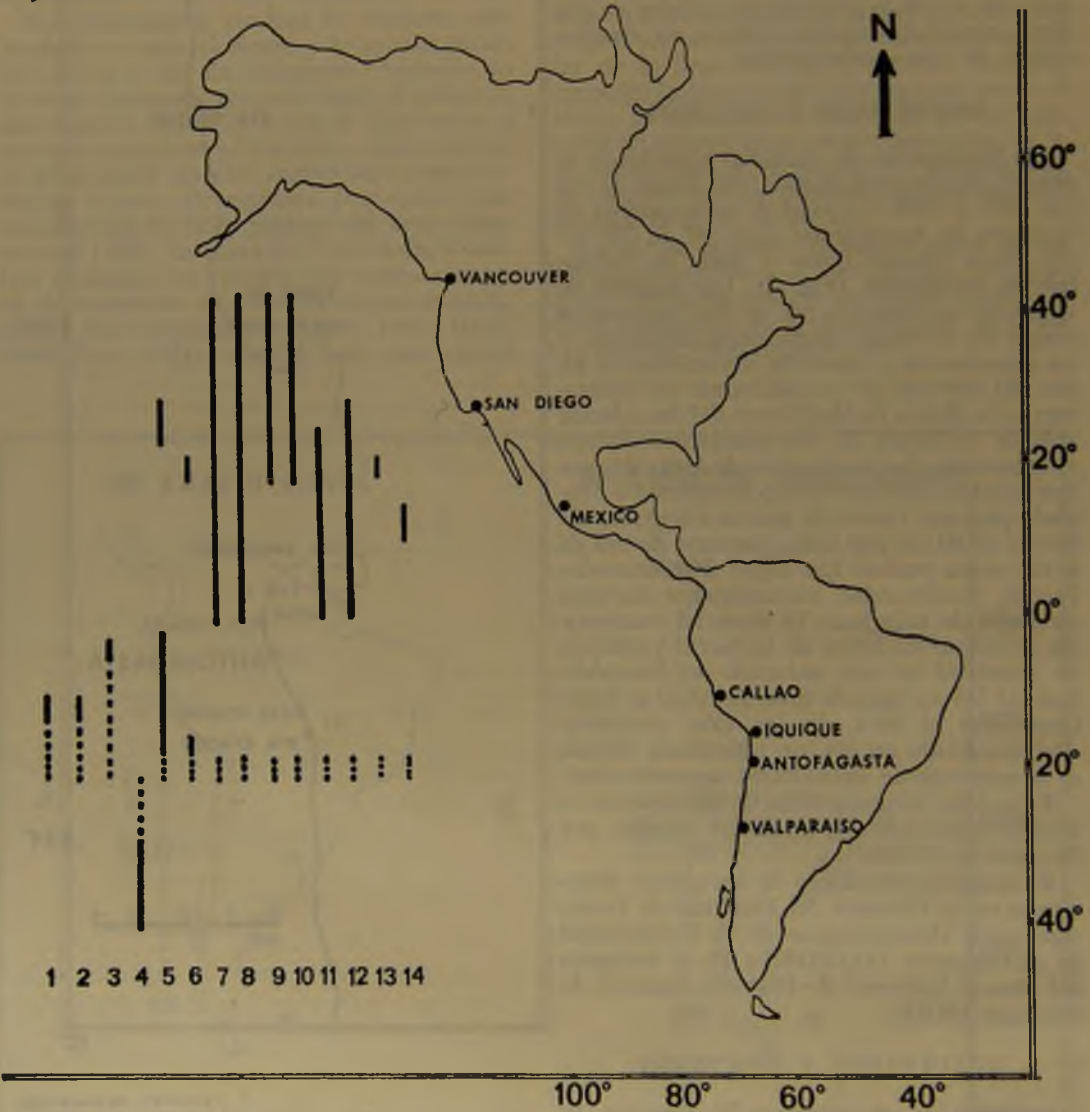 N
60°
VANCOUVER
40°
SAN DIEGO
20°
MEXICO
0°
CALLAO
IQUIQUE
ANTOFAGASTA
20°
VALPARAISO
40°
1 2 3 4 5 6 7 8 9 10 11 12 13 14
100° 80° 60° 40°